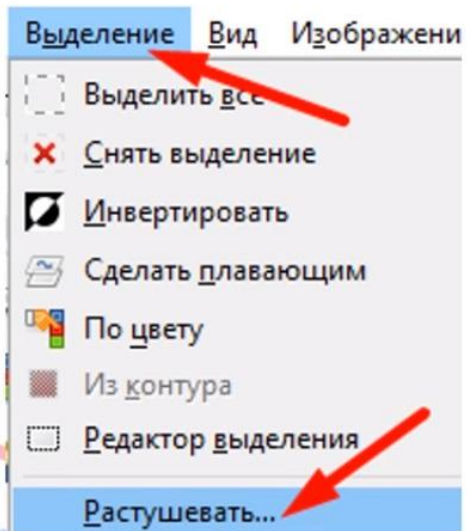 Выделение Вид Изображени
Выделить все
Снять выделение
Инвертировать
Сделать плавающим
По цвету
Из контура
Редактор выделения
Растушевать...